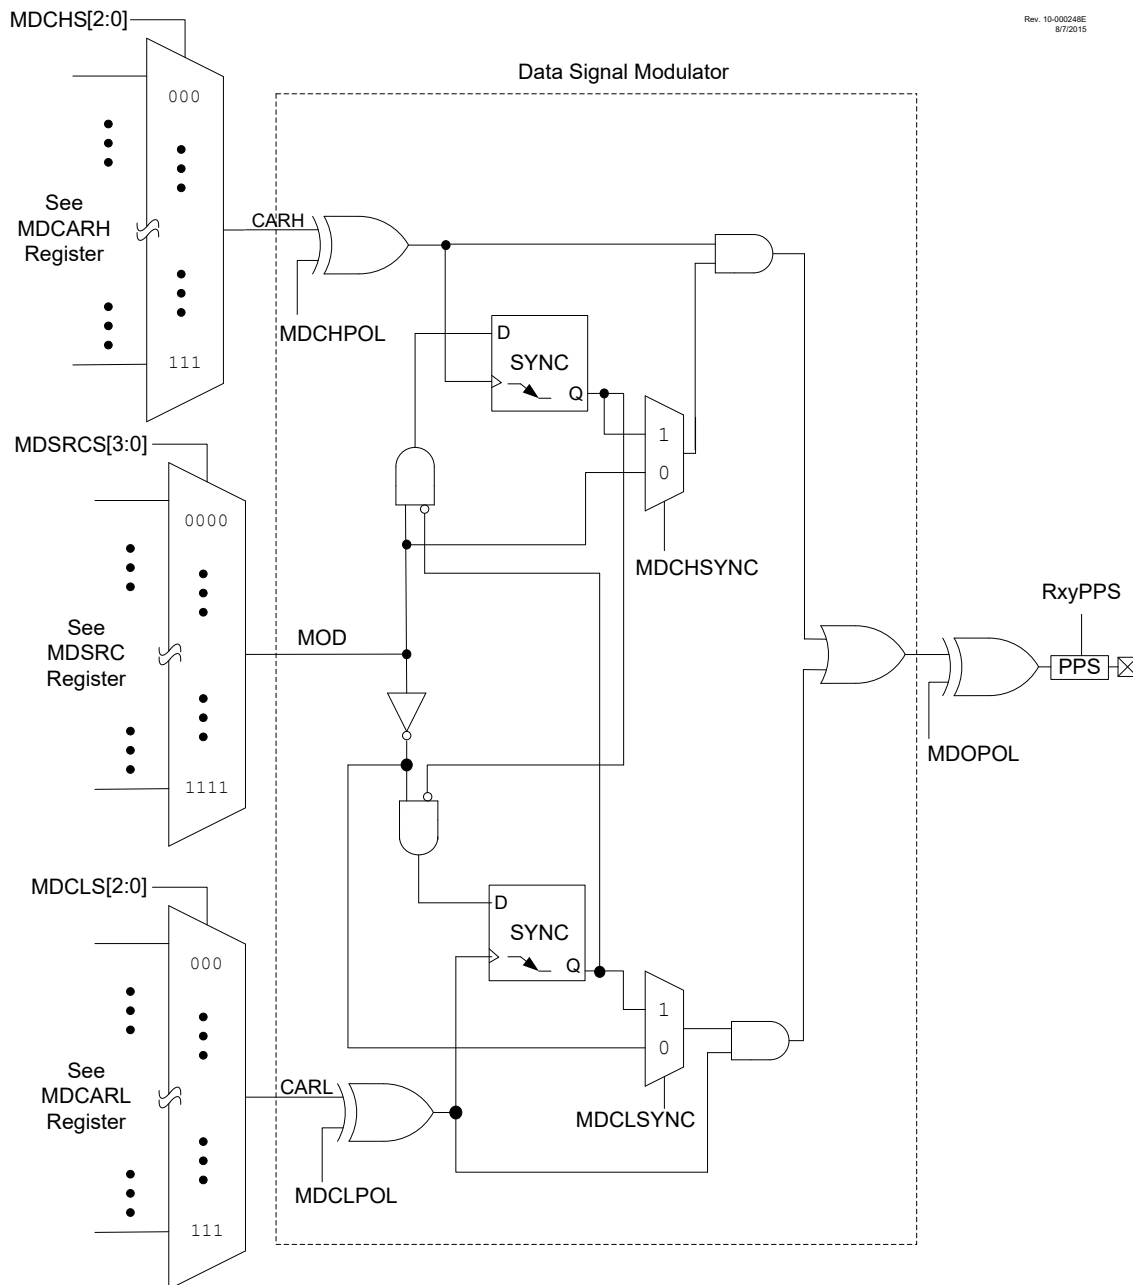 MDCHS[2:0]
Rev. 10-000248E
8/7/2015
Data Signal Modulator
000
See
MDCARH
Register
CARH
MDCHPOL
111
D
SYNC
Q
1
0
MDCHSYNC
MDSRCS[3:0]
0000
See
MDSRC
Register
MOD
1111
RxyPPS
PPS
MDOPOL
MDCLS[2:0]
000
See
MDCARL
Register
CARL
MDCLPOL
111
D
SYNC
Q
1
0
MDCLSYNC